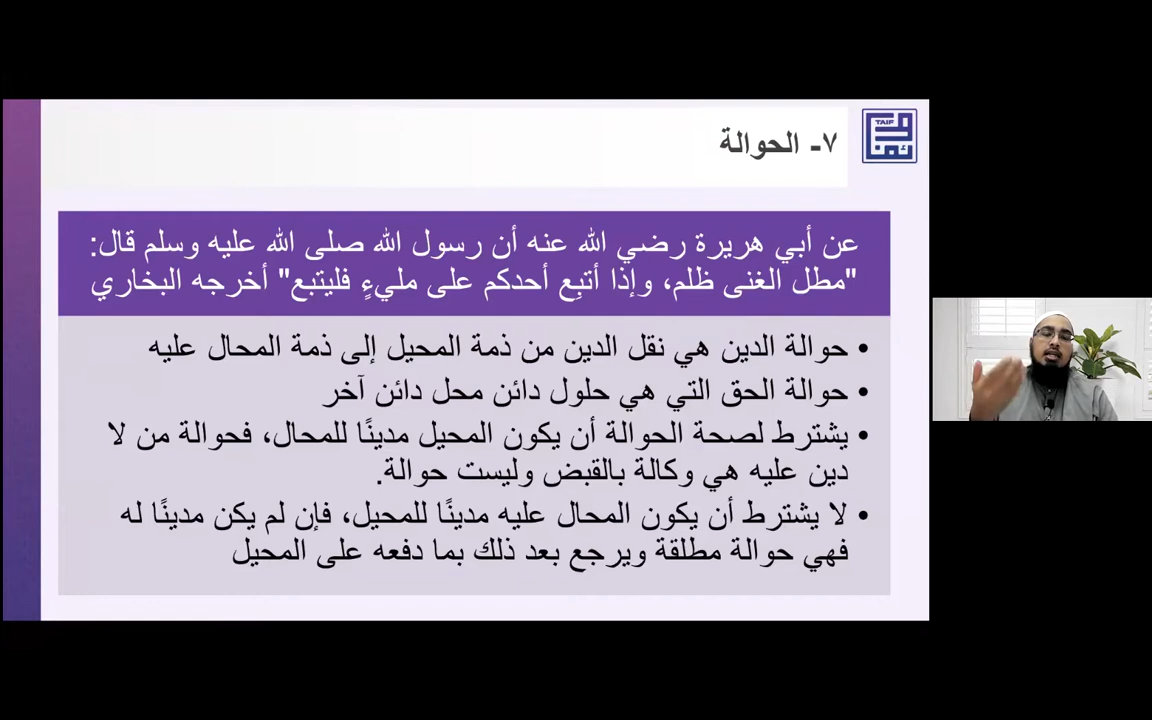 TAIF
٧- الحوالة
عن أبي هريرة رضي الله عنه أن رسول الله صلى الله عليه وسلم قال:
"مطل الغنى ظلم، وإذا أتبِع أحدكم على مليءٍ فليتبع" أخرجه البخاري
• حوالة الدين هي نقل الدين من ذمة المحيل إلى ذمة المحال عليه
• حوالة الحق التي هي حلول دائن محل دائن آخر
• يشترط لصحة الحوالة أن يكون المحيل مدينًا للمحال، فحوالة من لا
دين عليه هي وكالة بالقبض وليست حوالة.
• لا يشترط أن يكون المحال عليه مدينًا للمحيل، فإن لم يكن مدينًا له
فهي حوالة مطلقة ويرجع بعد ذلك بما دفعه على المحيل